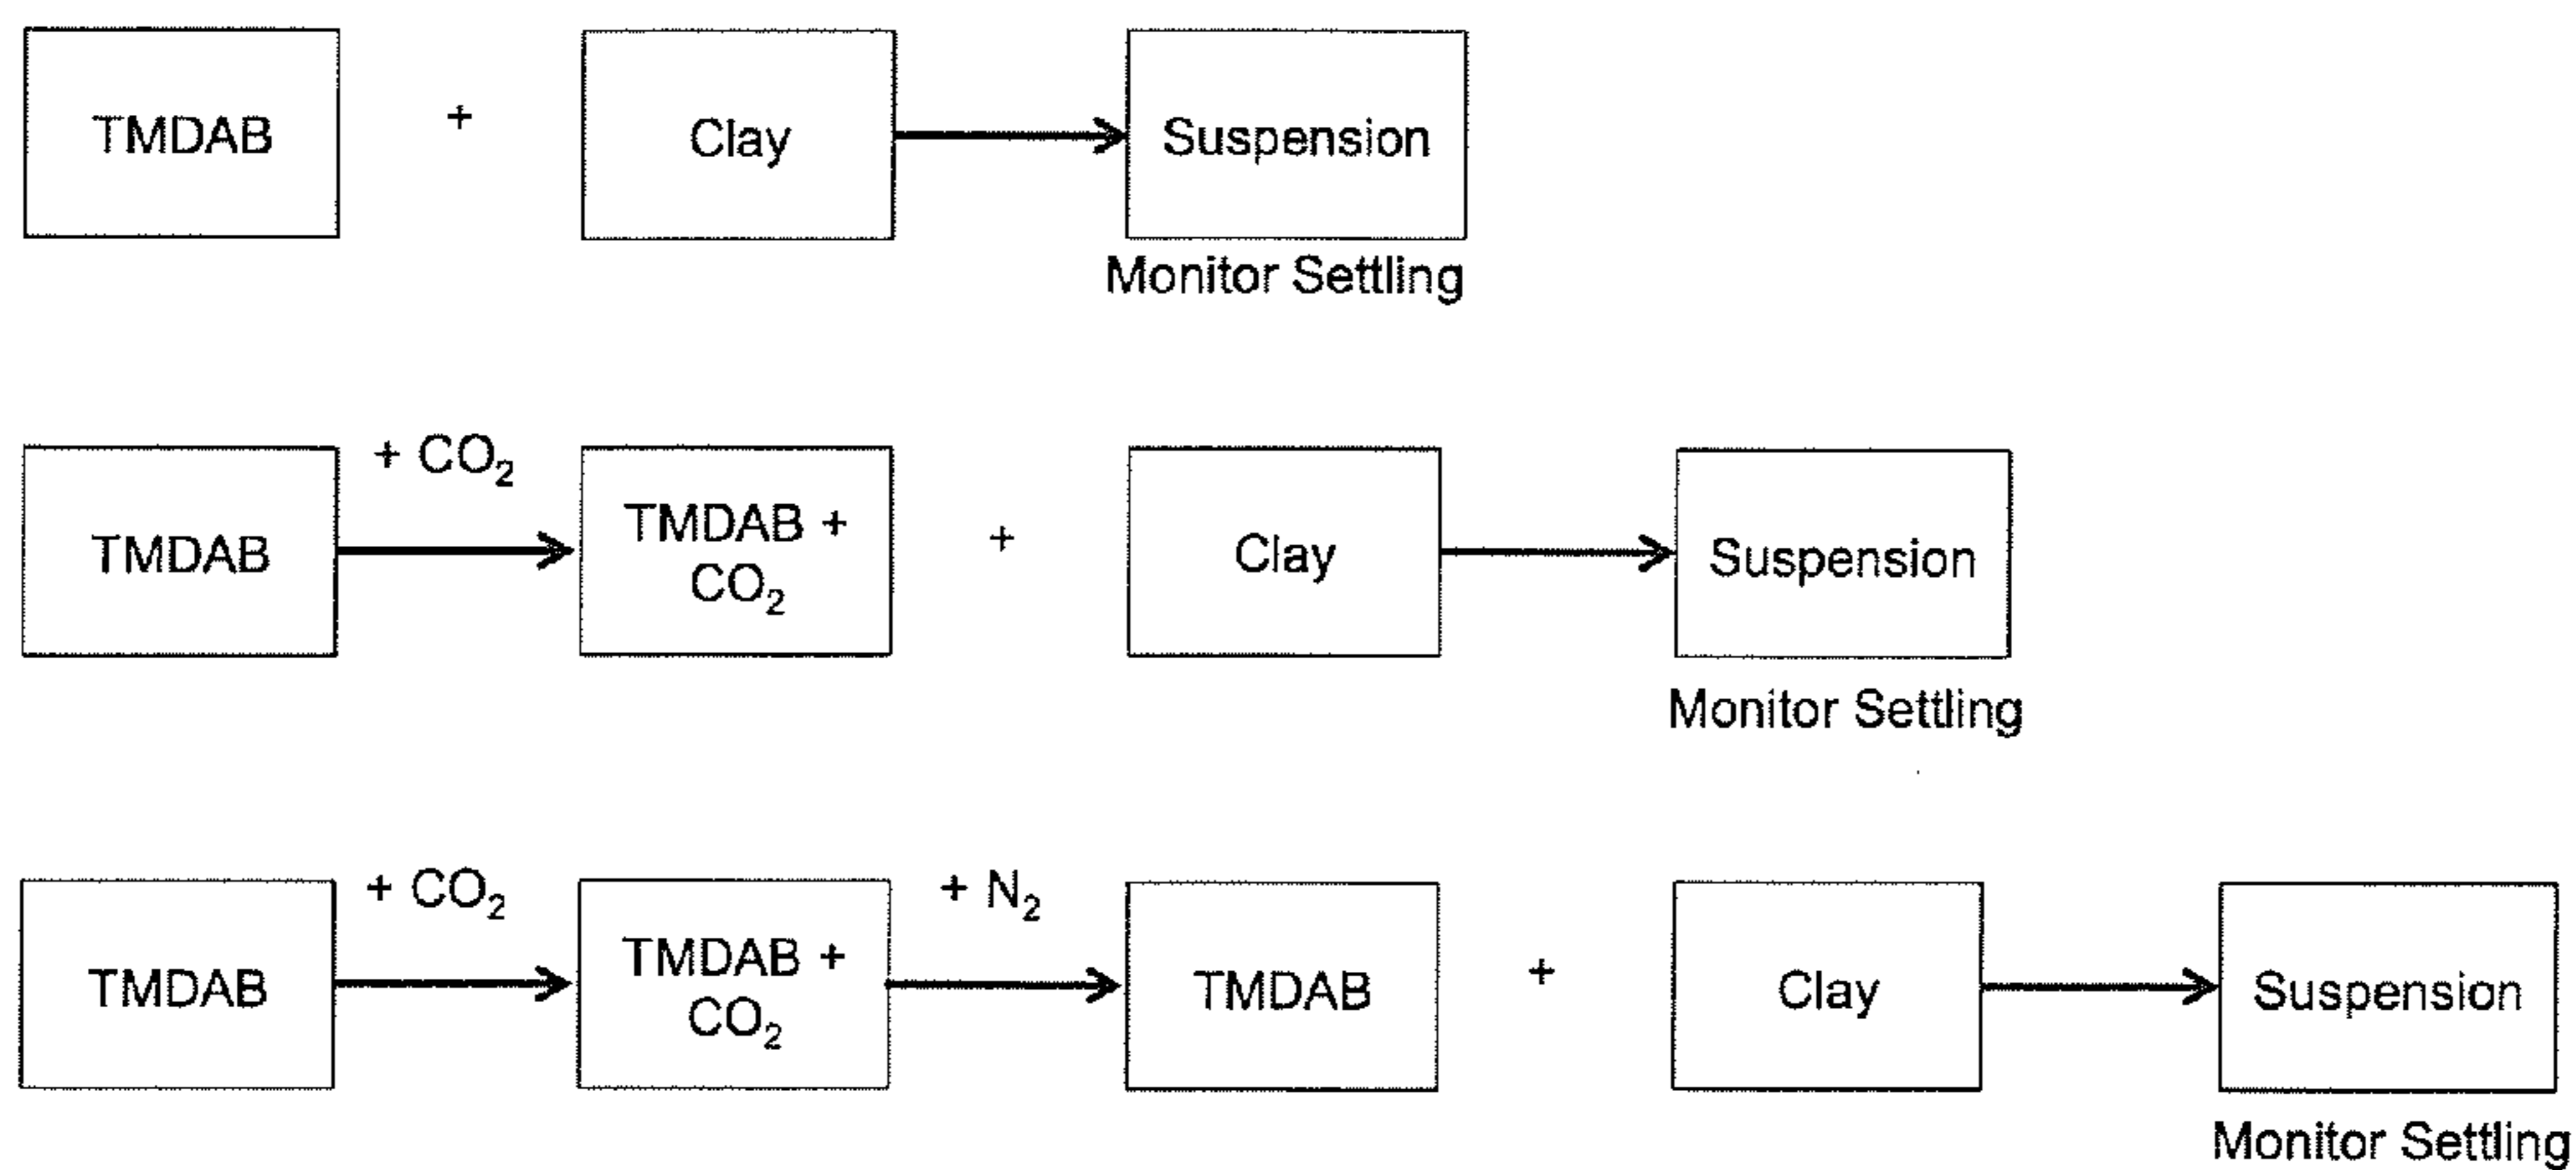 TMDAB + Clay Suspension
Monitor Settling
+ CO₂
TMDAB TMDAB +
CO₂ + Clay Suspension
Monitor Settling
+ CO₂ + N₂
TMDAB TMDAB +
CO₂ TMDAB + Clay Suspension
Monitor Settling